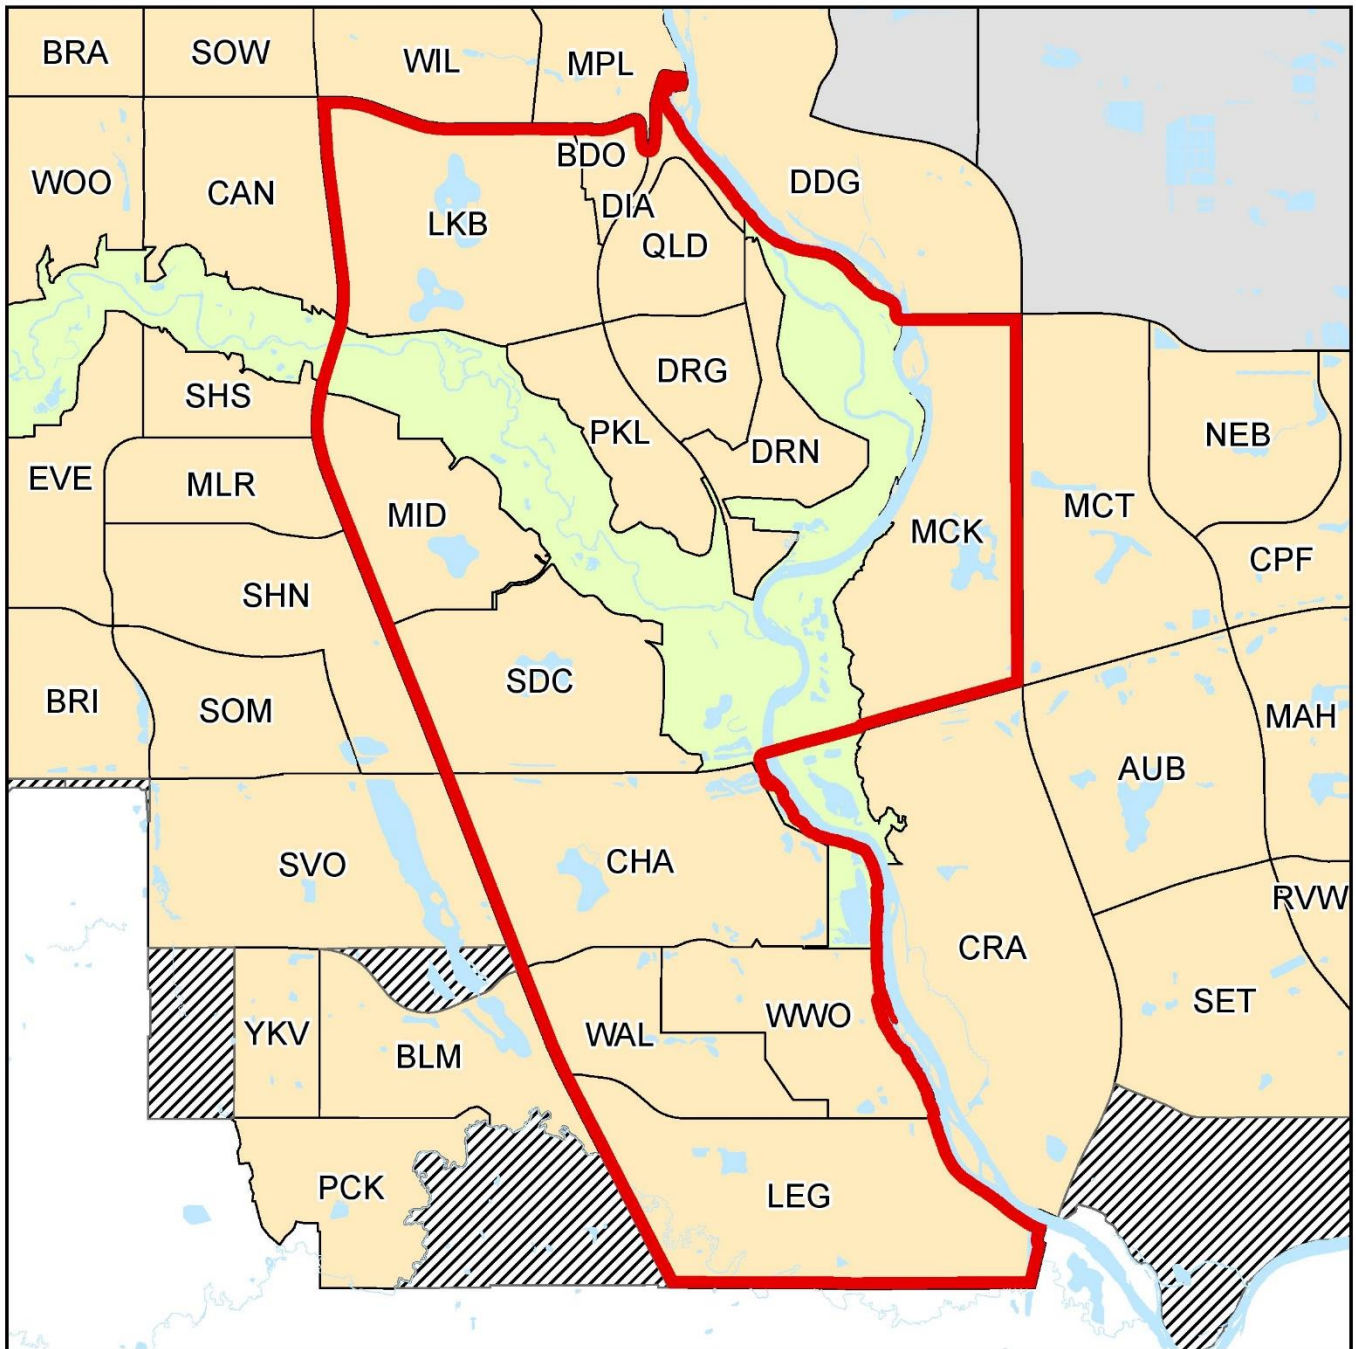 BRA
SOW
WIL
MPL
WOO
CAN
LKB
BDO
DIA
QLD
DDG
SHS
DRG
PKL
DRN
NEB
EVE
MLR
MID
MCK
MCT
CPF
SHN
BRI
SOM
SDC
AUB
MAH
SVO
CHA
RVW
CRA
SET
YKV
BLM
WAL
WWO
PCK
LEG